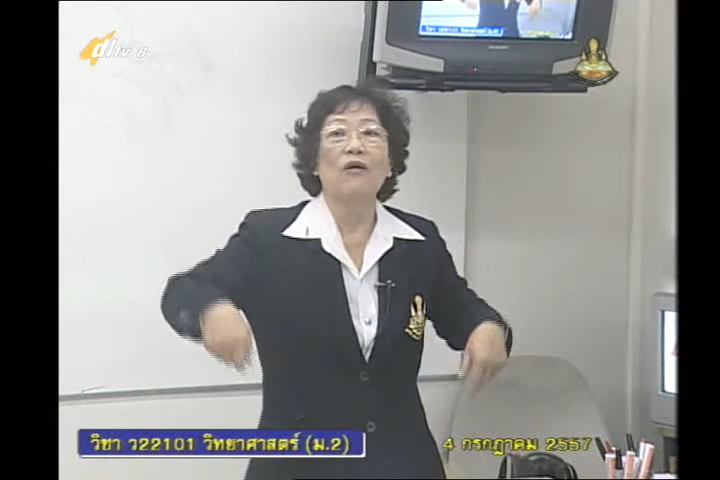 dltv 8
วิชา ว22101 วิทยาศาสตร์ (ม.2)
4 กรกฎาคม 2557